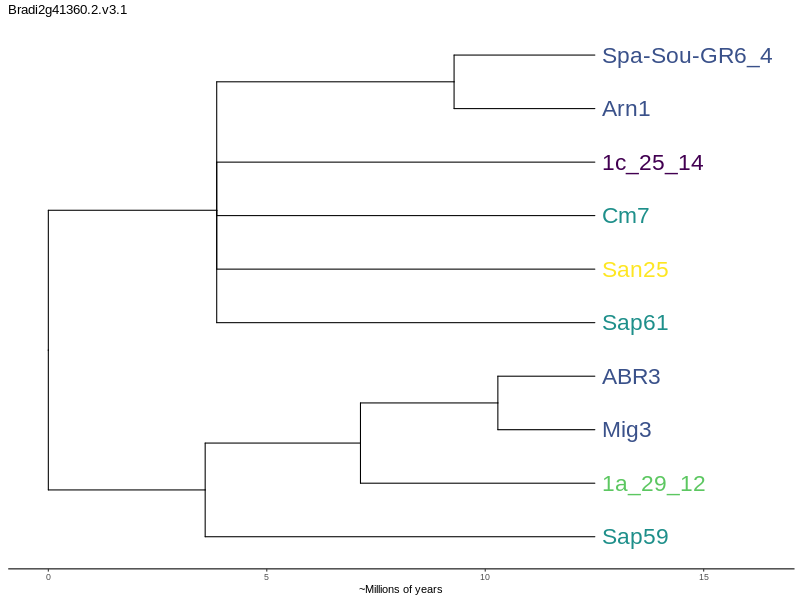 Bradi2g41360.2.v3.1
Spa-Sou-GR6_4
Arn1
1c_25_14
Cm7
San25
Sap61
ABR3
Mig3
1a_29_12
Sap59
0 5 10 15
~Millions of years